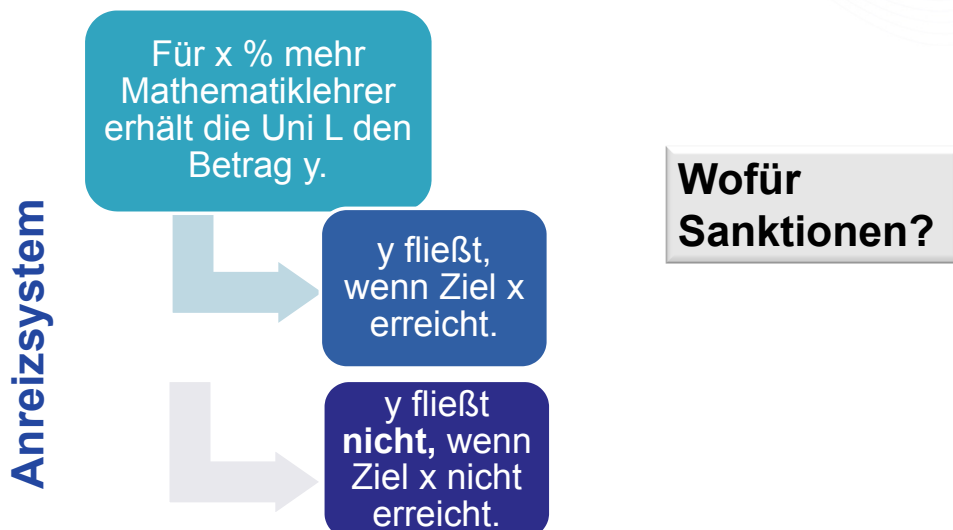 Anreizsystem
Für x % mehr
Mathematiklehrer
erhält die Uni L den
Betrag y.
y fließt,
wenn Ziel x
erreicht.
y fließt
nicht, wenn
Ziel x nicht
erreicht.
Wofür
Sanktionen?